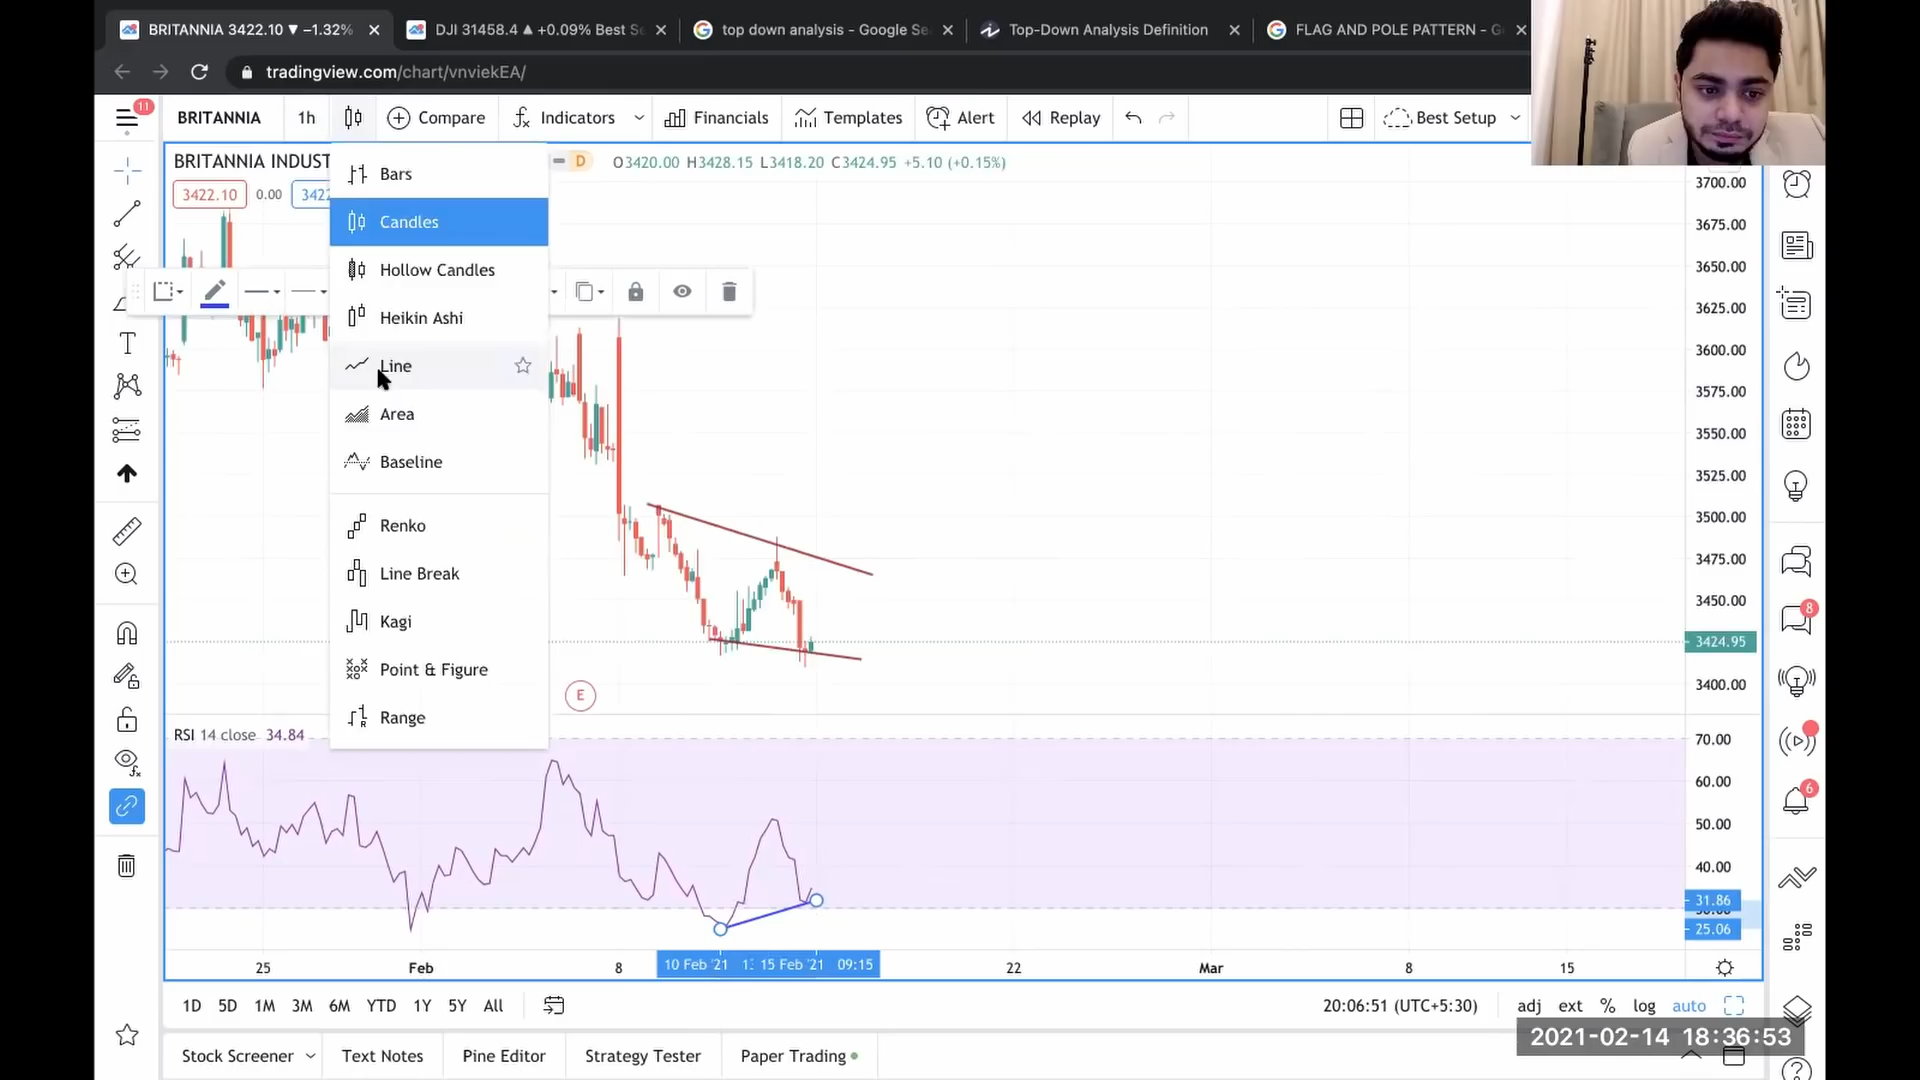 BRITANNIA 3422.10 ▼ −1.32%
DJI 31458.4 ▲ +0.09% Best Se
top down analysis - Google Se
Top-Down Analysis Definition
FLAG AND POLE PATTERN - G
tradingview.com/chart/vnviekEA/
11
BRITANNIA
1h
Compare
Indicators
Financials
Templates
Alert
Replay
Best Setup
BRITANNIA INDUST
D
O3420.00 H3428.15 L3418.20 C3424.95 +5.10 (+0.15%)
3422.10
0.00
3422
Bars
Candles
Hollow Candles
Heikin Ashi
Line
Area
Baseline
Renko
Line Break
Kagi
Point & Figure
Range
3700.00
3675.00
3650.00
3625.00
3600.00
3575.00
3550.00
3525.00
3500.00
3475.00
3450.00
3424.95
3400.00
E
RSI 14 close 34.84
70.00
60.00
50.00
40.00
31.86
25.06
8
6
25
Feb
8
10 Feb '21
15 Feb '21 09:15
22
Mar
8
15
1D 5D 1M 3M 6M YTD 1Y 5Y All
20:06:51 (UTC+5:30)
adj ext % log auto
2021-02-14 18:36:53
Stock Screener
Text Notes
Pine Editor
Strategy Tester
Paper Trading